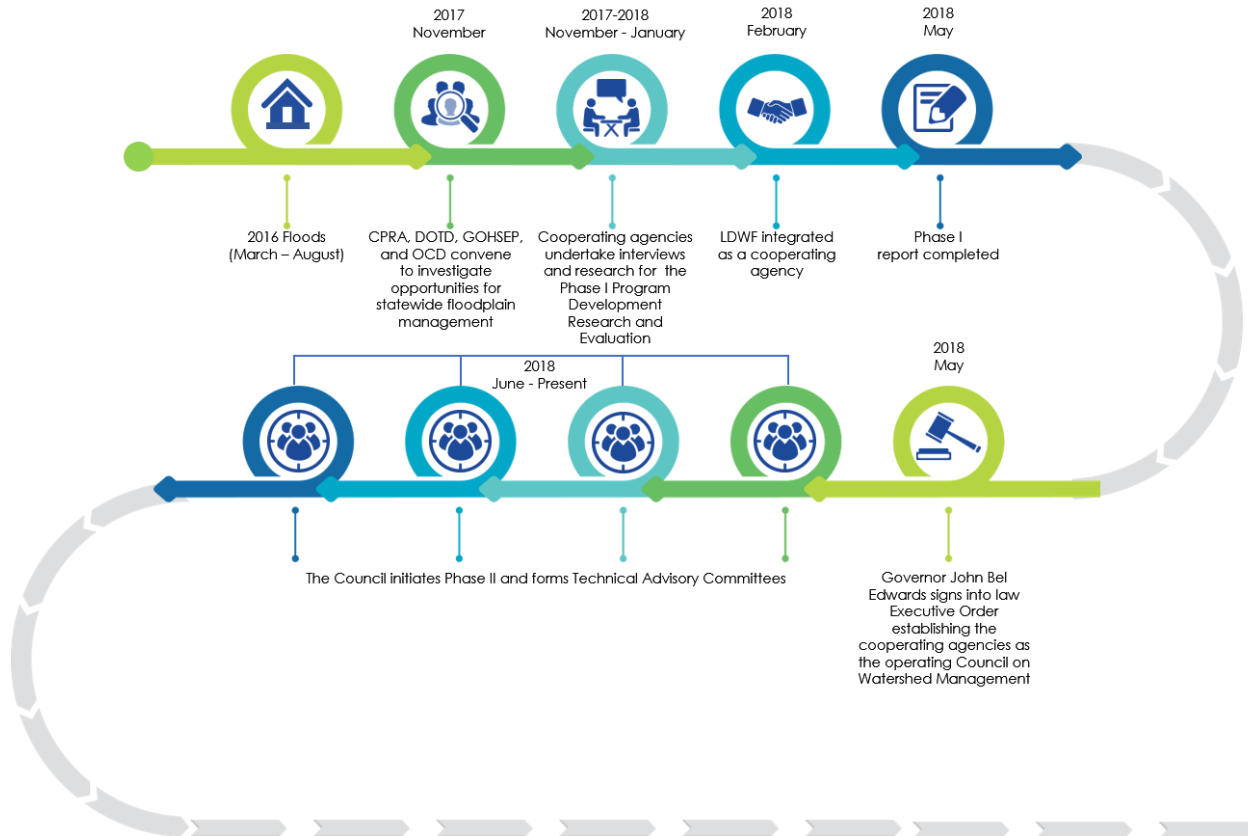 2017
November
2017-2018
November - January
2018
February
2018
May
2016 Floods
(March – August)
CPRA, DOTD, GOHSEP,
and OCD convene
to investigate
opportunities for
statewide floodplain
management
Cooperating agencies
undertake interviews
and research for the
Phase I Program
Development
Research and
Evaluation
LDWF integrated
as a cooperating
agency
Phase I
report completed
2018
May
2018
June - Present
Governor John Bel
Edwards signs into law
Executive Order
establishing the
cooperating agencies as
the operating Council on
Watershed Management
The Council initiates Phase II and forms Technical Advisory Committees